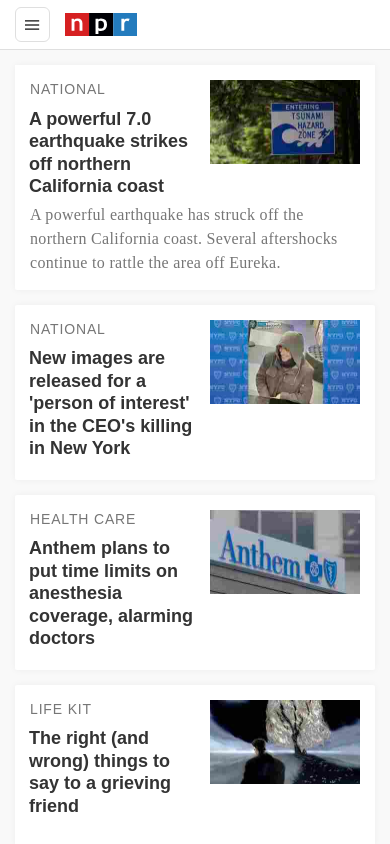 npr
NATIONAL
A powerful 7.0
earthquake strikes
off northern
California coast
ENTERING
TSUNAMI
HAZARD
ZONE
A powerful earthquake has struck off the
northern California coast. Several aftershocks
continue to rattle the area off Eureka.
NATIONAL
New images are
released for a
'person of interest'
in the CEO's killing
in New York
HEALTH CARE
Anthem plans to
put time limits on
anesthesia
coverage, alarming
doctors
Anthem
LIFE KIT
The right (and
wrong) things to
say to a grieving
friend